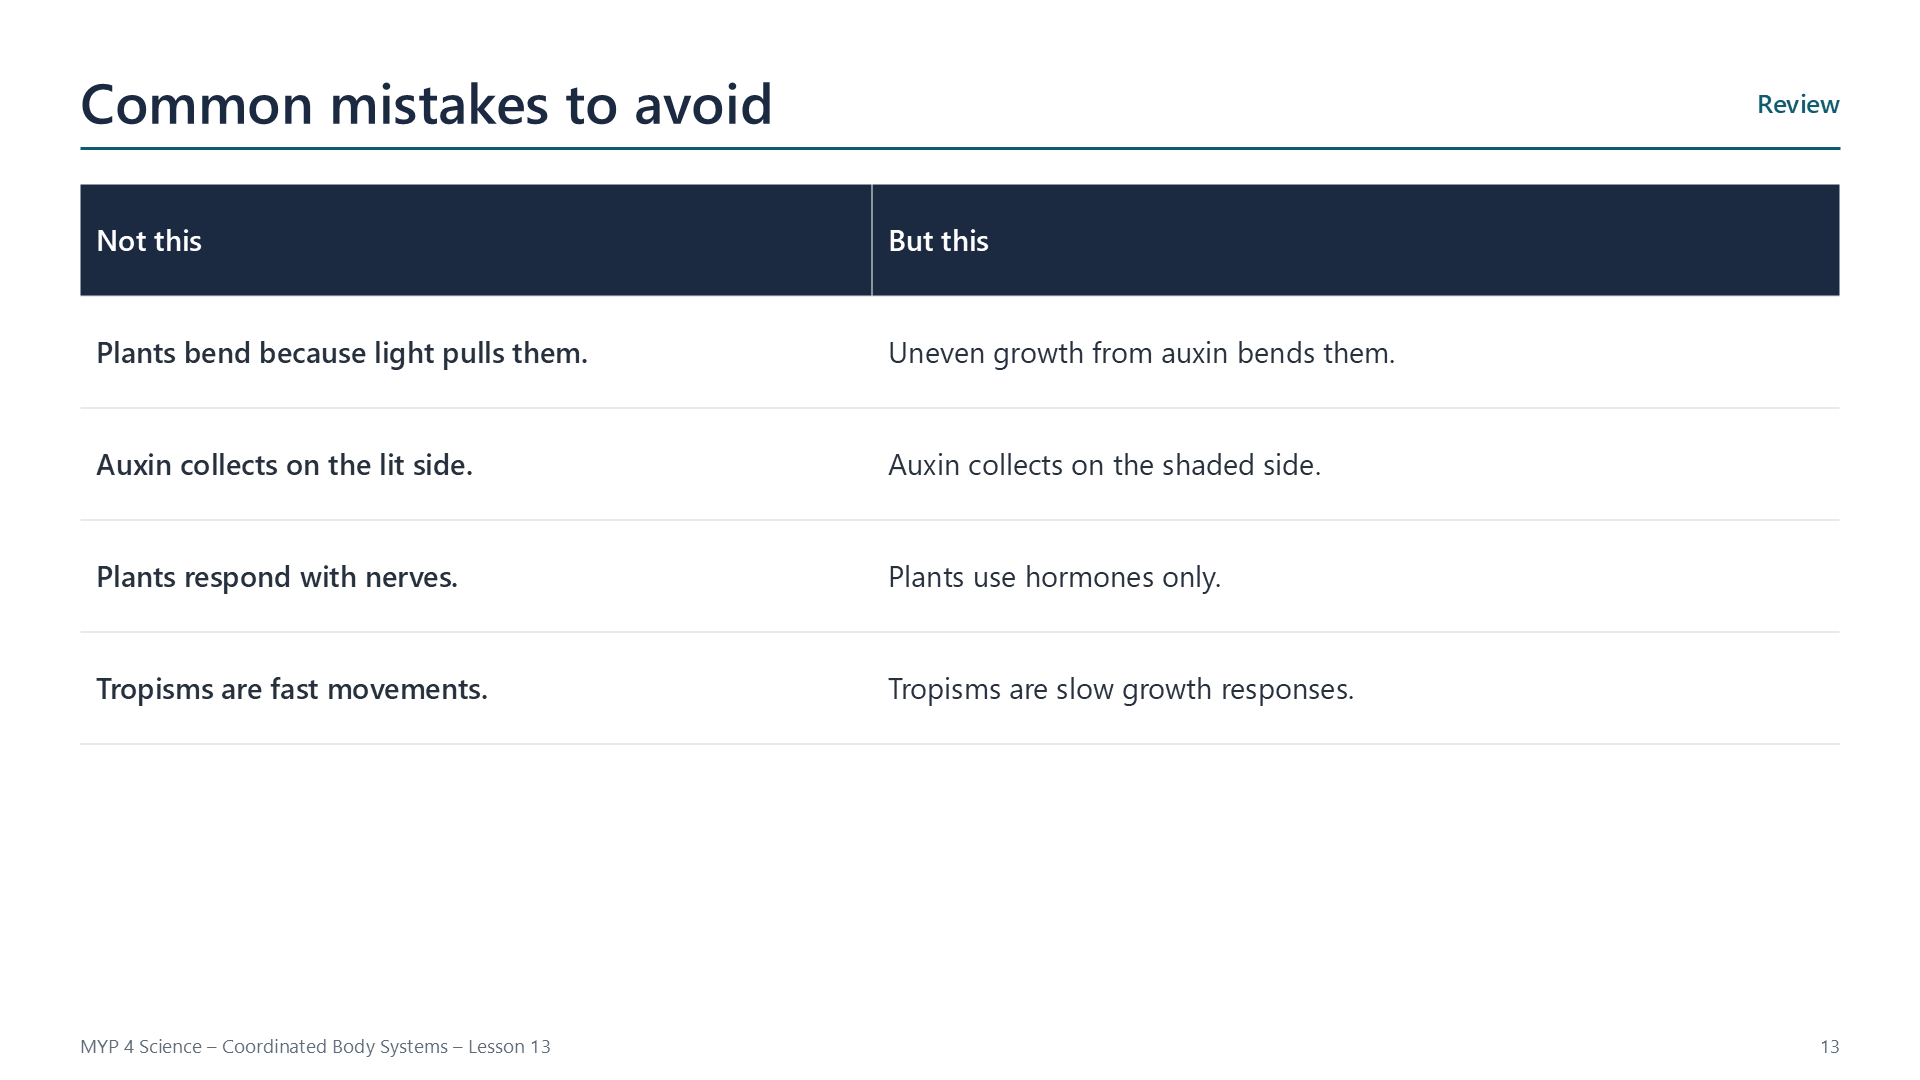 Common mistakes to avoid
Review
Not this
But this
Plants bend because light pulls them.
Uneven growth from auxin bends them.
Auxin collects on the lit side.
Auxin collects on the shaded side.
Plants respond with nerves.
Plants use hormones only.
Tropisms are fast movements.
Tropisms are slow growth responses.
MYP 4 Science – Coordinated Body Systems – Lesson 13
13